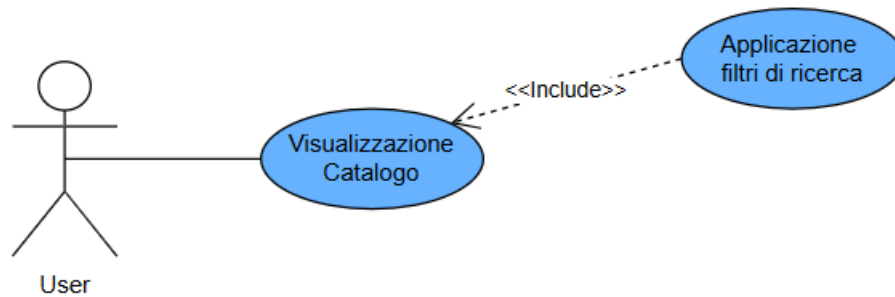 Applicazione
filtri di ricerca
<<Include>>
Visualizzazione
Catalogo
User